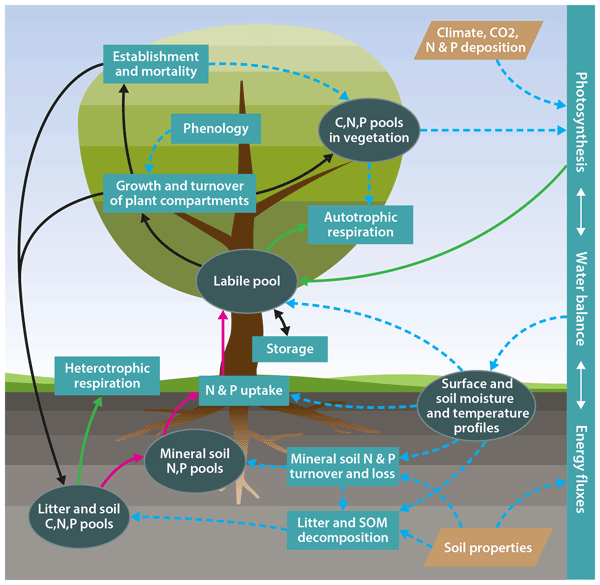 Climate, CO2,
N & P deposition
Establishment
and mortality
Photosynthesis
Phenology
C,N,P pools
in vegetation
Growth and turnover
of plant compartments
Autotrophic
respiration
Labile pool
Water balance
Storage
Heterotrophic
respiration
N & P uptake
Surface and
soil moisture
and temperature
profiles
Mineral soil
N,P pools
Mineral soil N & P
turnover and loss
Energy fluxes
Litter and soil
C,N,P pools
Litter and SOM
decomposition
Soil properties